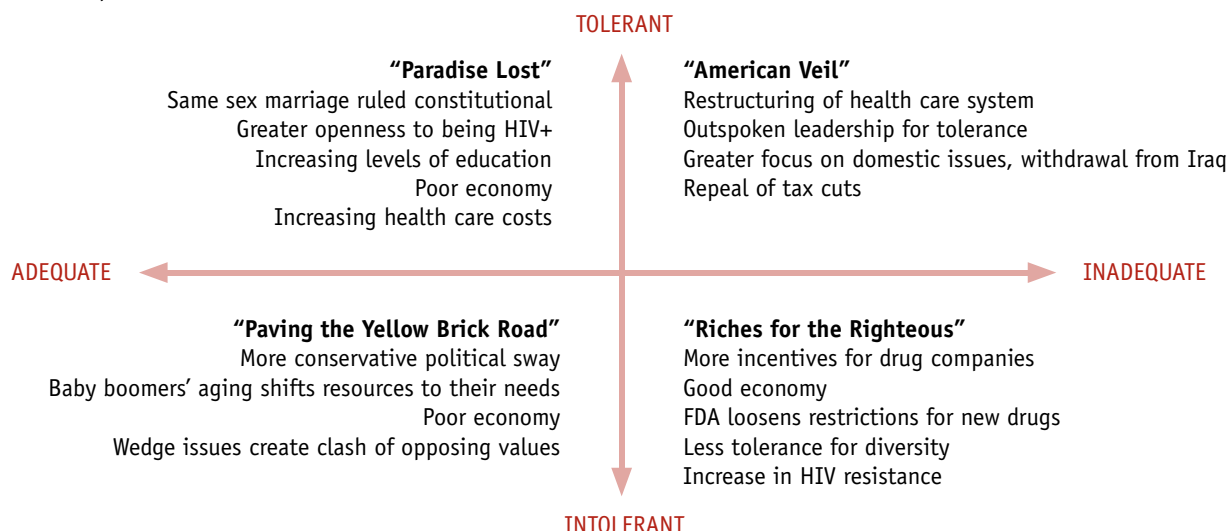 TOLERANT
“Paradise Lost”
Same sex marriage ruled constitutional
Greater openness to being HIV+
Increasing levels of education
Poor economy
Increasing health care costs
“American Veil”
Restructuring of health care system
Outspoken leadership for tolerance
Greater focus on domestic issues, withdrawal from Iraq
Repeal of tax cuts
ADEQUATE
INADEQUATE
“Paving the Yellow Brick Road”
More conservative political sway
Baby boomers’ aging shifts resources to their needs
Poor economy
Wedge issues create clash of opposing values
“Riches for the Righteous”
More incentives for drug companies
Good economy
FDA loosens restrictions for new drugs
Less tolerance for diversity
Increase in HIV resistance
INTOLERANT